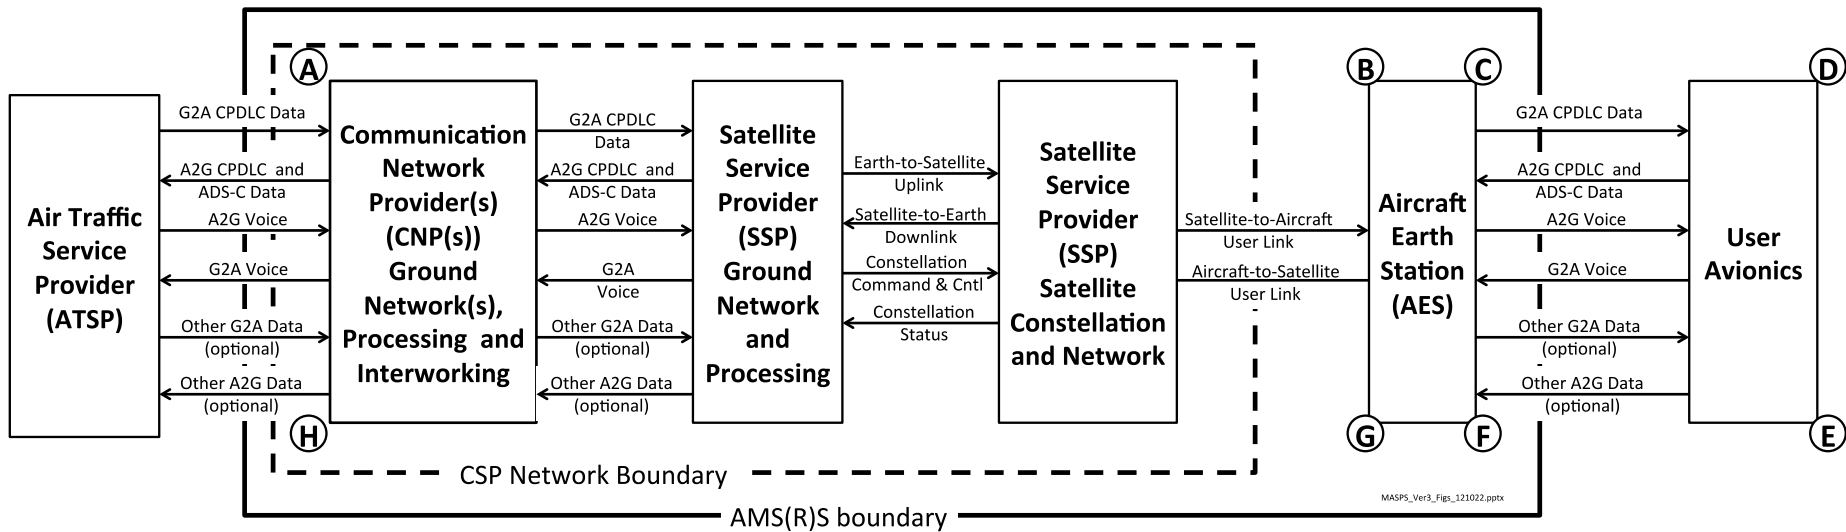 A
B
C
D
Air Traffic
Service
Provider
(ATSP)
G2A CPDLC Data
A2G CPDLC and
ADS-C Data
A2G Voice
G2A Voice
Other G2A Data
(optional)
Other A2G Data
(optional)
Communication
Network
Provider(s)
(CNP(s))
Ground
Network(s),
Processing and
Interworking
G2A CPDLC
Data
A2G CPDLC and
ADS-C Data
A2G Voice
G2A
Voice
Other G2A Data
(optional)
Other A2G Data
(optional)
Satellite
Service
Provider
(SSP)
Ground
Network
and
Processing
Earth-to-Satellite
Uplink
Satellite-to-Earth
Downlink
Constellation
Command & Cntl
Constellation
Status
Satellite
Service
Provider
(SSP)
Satellite
Constellation
and Network
Satellite-to-Aircraft
User Link
Aircraft-to-Satellite
User Link
Aircraft
Earth
Station
(AES)
G2A CPDLC Data
A2G CPDLC and
ADS-C Data
A2G Voice
G2A Voice
Other G2A Data
(optional)
Other A2G Data
(optional)
User
Avionics
H
G
F
E
CSP Network Boundary
MASPS_Ver3_Figs_121022.pptx
AMS(R)S boundary